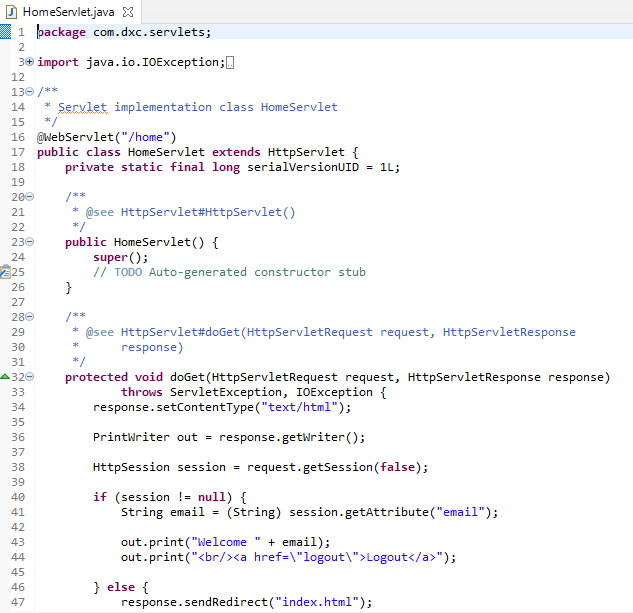 HomeServlet.java
1 package com.dxc.servlets;
2
3 import java.io.IOException;
12
13 /**
14  * Servlet implementation class HomeServlet
15  */
16 @WebServlet("/home")
17 public class HomeServlet extends HttpServlet {
18     private static final long serialVersionUID = 1L;
19
20     /**
21      * @see HttpServlet#HttpServlet()
22      */
23     public HomeServlet() {
24         super();
25         // TODO Auto-generated constructor stub
26     }
27
28     /**
29      * @see HttpServlet#doGet(HttpServletRequest request, HttpServletResponse
30      *      response)
31      */
32     protected void doGet(HttpServletRequest request, HttpServletResponse response)
33             throws ServletException, IOException {
34         response.setContentType("text/html");
35
36         PrintWriter out = response.getWriter();
37
38         HttpSession session = request.getSession(false);
39
40         if (session != null) {
41             String email = (String) session.getAttribute("email");
42
43             out.print("Welcome " + email);
44             out.print("<br/><a href=\"logout\">Logout</a>");
45
46         } else {
47             response.sendRedirect("index.html");